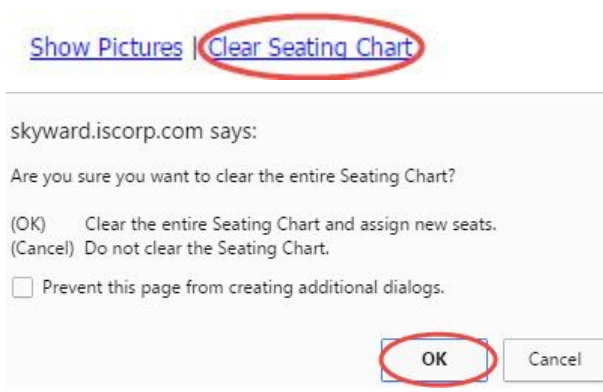 Show Pictures | Clear Seating Chart
skyward.iscorp.com says:
Are you sure you want to clear the entire Seating Chart?
(OK) Clear the entire Seating Chart and assign new seats.
(Cancel) Do not clear the Seating Chart.
Prevent this page from creating additional dialogs.
OK Cancel